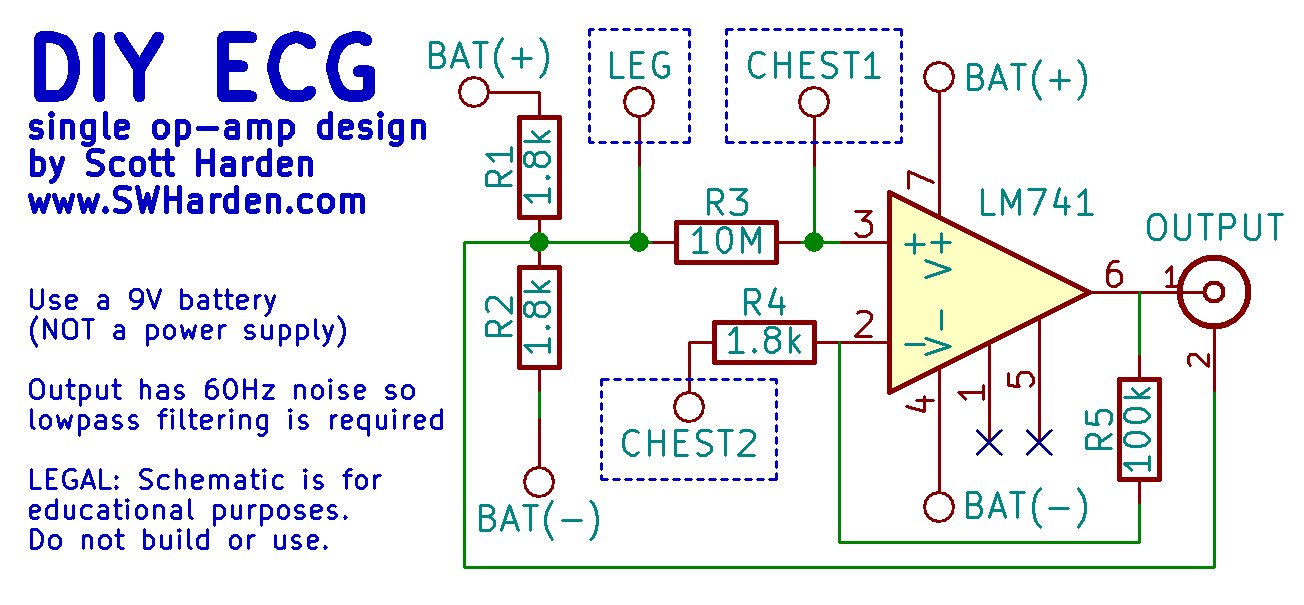 DIY ECG
single op-amp design
by Scott Harden
www.SWHarden.com
Use a 9V battery
(NOT a power supply)
Output has 60Hz noise so
lowpass filtering is required
LEGAL: Schematic is for
educational purposes.
Do not build or use.
BAT(+)
R1
1.8k
R2
1.8k
BAT(-)
LEG
CHEST1
R3
10M
R4
1.8k
CHEST2
BAT(+)
7
LM741
3
+
V+
2
-
V-
4
1
5
BAT(-)
6
R5
100k
OUTPUT
1
2